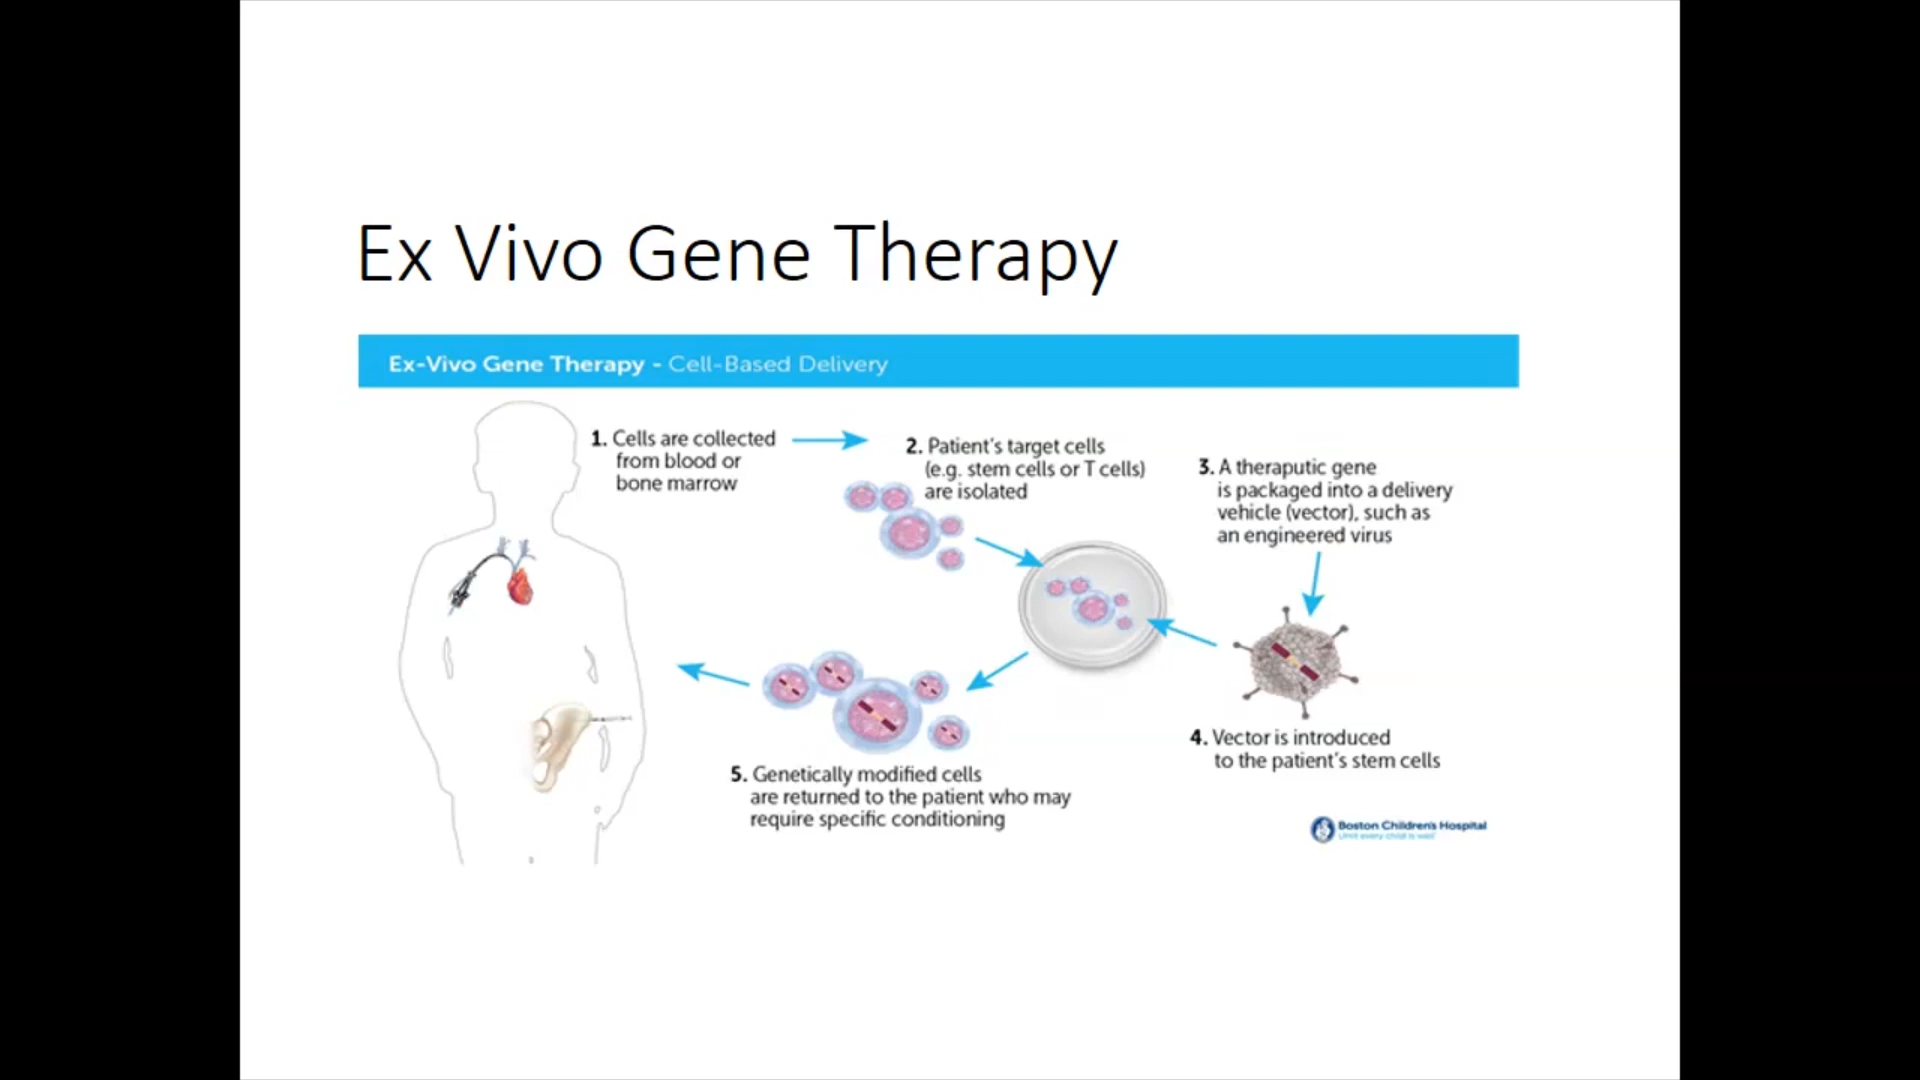 Ex Vivo Gene Therapy
Ex-Vivo Gene Therapy - Cell-Based Delivery
1. Cells are collected
from blood or
bone marrow
2. Patient's target cells
(e.g. stem cells or T cells)
are isolated
3. A theraputic gene
is packaged into a delivery
vehicle (vector), such as
an engineered virus
4. Vector is introduced
to the patient's stem cells
5. Genetically modified cells
are returned to the patient who may
require specific conditioning
Boston Children's Hospital
Until every child is well